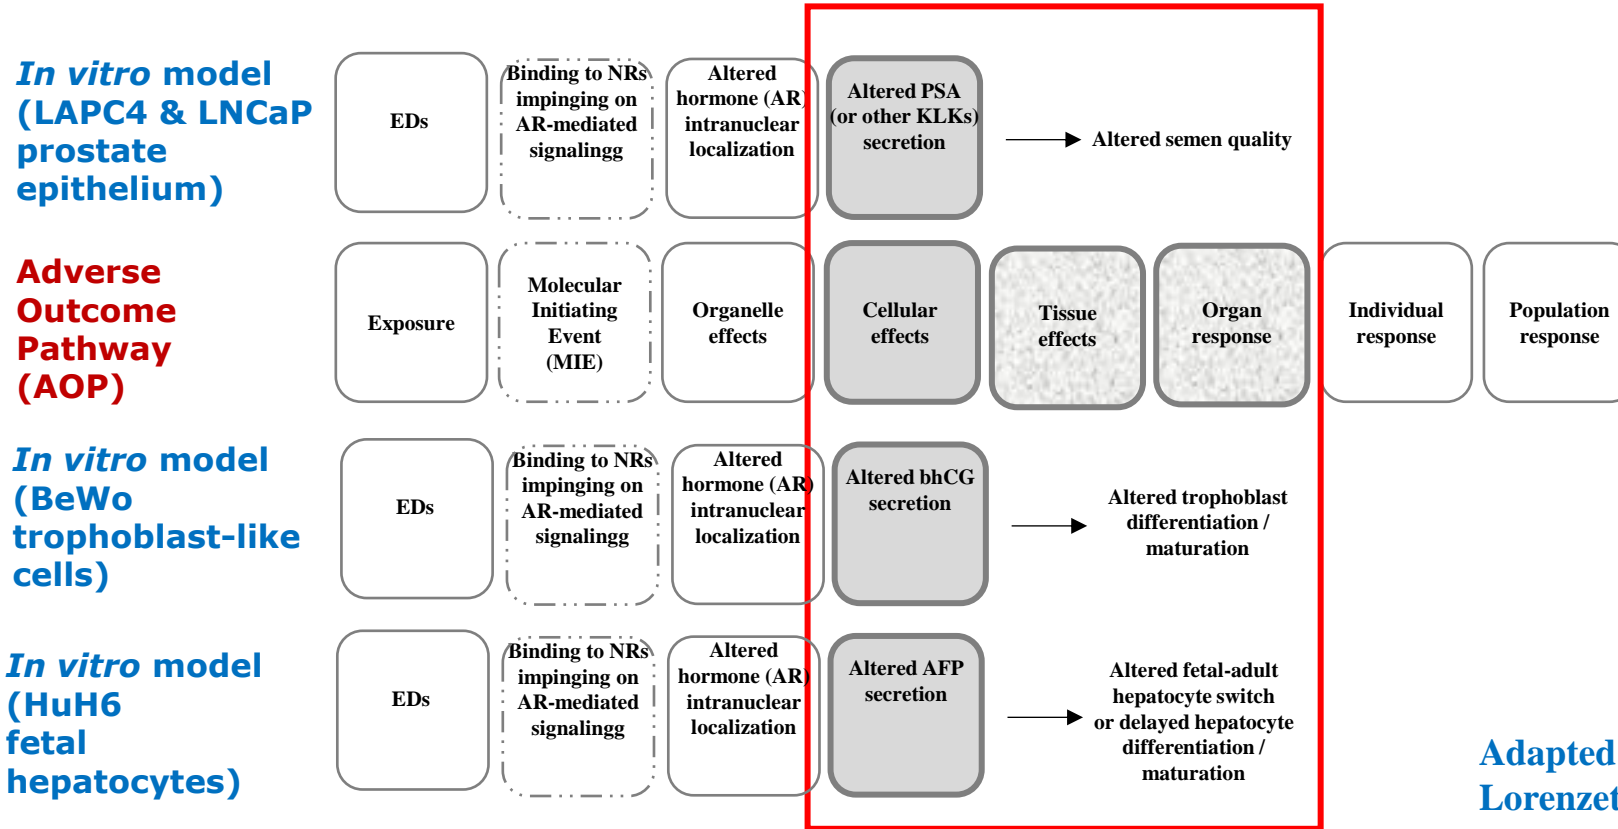 In vitro model
(LAPC4 & LNCaP
prostate
epithelium)
EDs
Binding to NRs
impinging on
AR-mediated
signalingg
Altered
hormone (AR)
intranuclear
localization
Altered PSA
(or other KLKs)
secretion
Altered semen quality
Adverse
Outcome
Pathway
(AOP)
Exposure
Molecular
Initiating
Event
(MIE)
Organelle
effects
Cellular
effects
Tissue
effects
Organ
response
Individual
response
Population
response
In vitro model
(BeWo
trophoblast-like
cells)
EDs
Binding to NRs
impinging on
AR-mediated
signalingg
Altered
hormone (AR)
intranuclear
localization
Altered bhCG
secretion
Altered trophoblast
differentiation /
maturation
In vitro model
(HuH6
fetal
hepatocytes)
EDs
Binding to NRs
impinging on
AR-mediated
signalingg
Altered
hormone (AR)
intranuclear
localization
Altered AFP
secretion
Altered fetal-adult
hepatocyte switch
or delayed hepatocyte
differentiation /
maturation
Adapted
Lorenzet